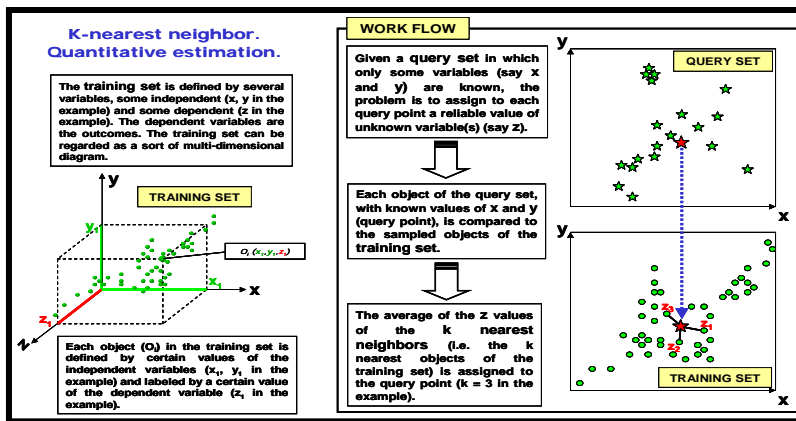 K-nearest neighbor.
Quantitative estimation.
The training set is defined by several
variables, some independent (x, y in the
example) and some dependent (z in the
example). The dependent variables are
the outcomes. The training set can be
regarded as a sort of multi-dimensional
diagram.
y
TRAINING SET
y1
Oi (x1,y1,z1)
x1
x
z1
z
Each object (Oi) in the training set is
defined by certain values of the
independent variables (x1, y1 in the
example) and labeled by a certain value
of the dependent variable (z1 in the
example).
WORK FLOW
Given a query set in which
only some variables (say x
and y) are known, the
problem is to assign to each
query point a reliable value of
unknown variable(s) (say z).
Each object of the query set,
with known values of x and y
(query point), is compared to
the sampled objects of the
training set.
The average of the z values
of the k nearest
neighbors (i.e. the k
nearest objects of the
training set) is assigned to
the query point (k = 3 in the
example).
y
QUERY SET
x
y
z3
z1
z2
TRAINING SET
x